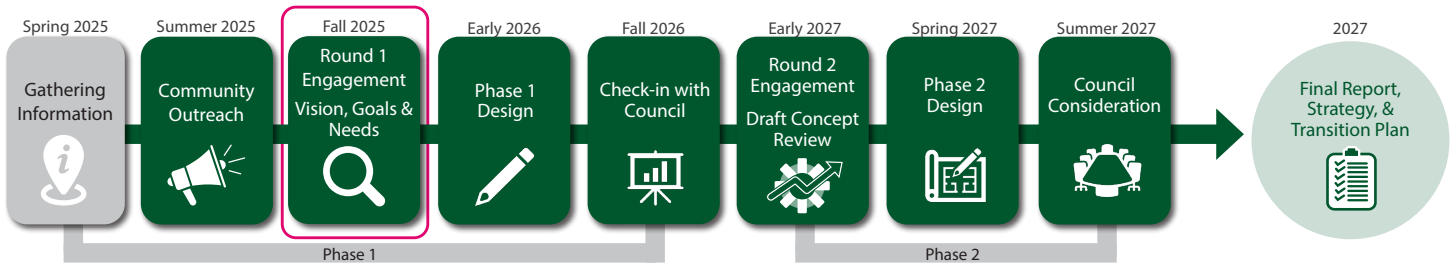 Spring 2025
Gathering
Information
i
Summer 2025
Community
Outreach
Fall 2025
Round 1
Engagement
Vision, Goals &
Needs
Early 2026
Phase 1
Design
Fall 2026
Check-in with
Council
Early 2027
Round 2
Engagement
Draft Concept
Review
Spring 2027
Phase 2
Design
Summer 2027
Council
Consideration
2027
Final Report,
Strategy, &
Transition Plan
Phase 1
Phase 2